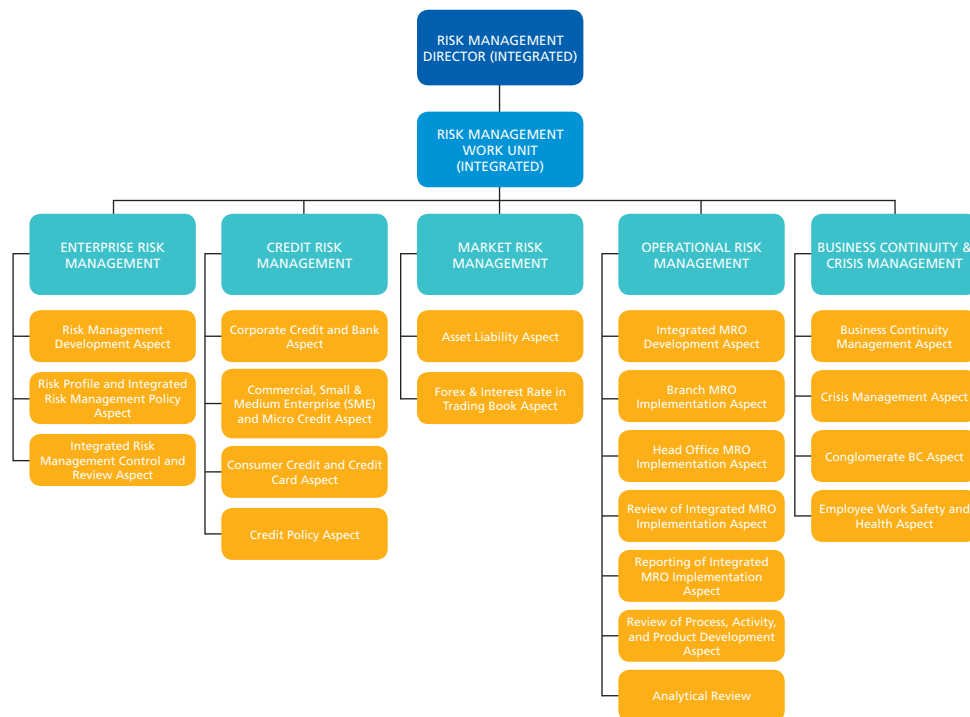 RISK MANAGEMENT
DIRECTOR (INTEGRATED)
RISK MANAGEMENT
WORK UNIT
(INTEGRATED)
ENTERPRISE RISK
MANAGEMENT
Risk Management
Development Aspect
Risk Profile and Integrated
Risk Management Policy
Aspect
Integrated Risk
Management Control and
Review Aspect
CREDIT RISK
MANAGEMENT
Corporate Credit and Bank
Aspect
Commercial, Small &
Medium Enterprise (SME)
and Micro Credit Aspect
Consumer Credit and Credit
Card Aspect
Credit Policy Aspect
MARKET RISK
MANAGEMENT
Asset Liability Aspect
Forex & Interest Rate in
Trading Book Aspect
OPERATIONAL RISK
MANAGEMENT
Integrated MRO
Development Aspect
Branch MRO
Implementation Aspect
Head Office MRO
Implementation Aspect
Review of Integrated MRO
Implementation Aspect
Reporting of Integrated
MRO Implementation
Aspect
Review of Process, Activity,
and Product Development
Aspect
Analytical Review
BUSINESS CONTINUITY &
CRISIS MANAGEMENT
Business Continuity
Management Aspect
Crisis Management Aspect
Conglomerate BC Aspect
Employee Work Safety and
Health Aspect